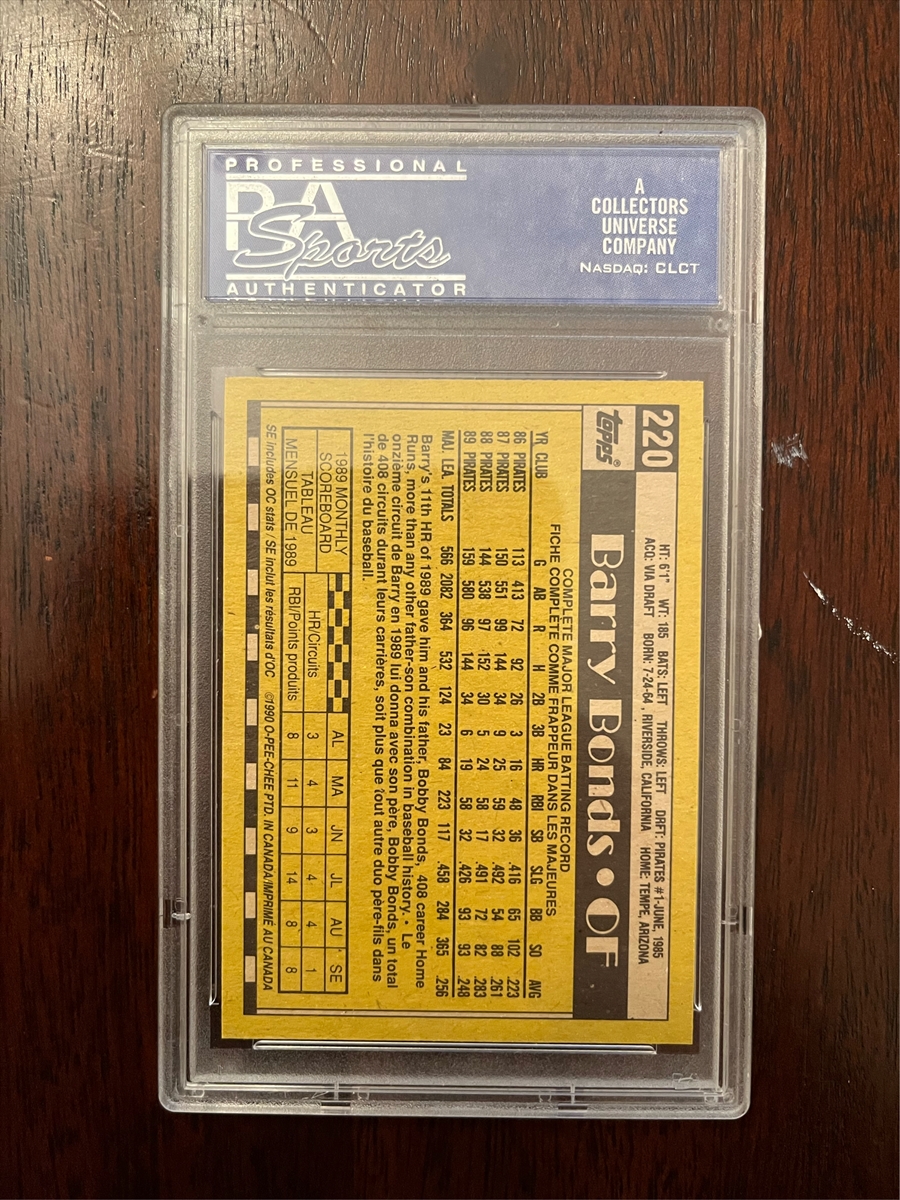 PROFESSIONAL
PSA
Sports
AUTHENTICATOR
A
COLLECTORS
UNIVERSE
COMPANY
NASDAQ: CLCT
220
HT: 6'1" WT: 185 BATS: LEFT THROWS: LEFT DRFT: PIRATES #1-JUNE, 1985
ACQ: VIA DRAFT BORN: 7-24-64, RIVERSIDE, CALIFORNIA HOME: TEMPE, ARIZONA
topps® Barry Bonds • OF
COMPLETE MAJOR LEAGUE BATTING RECORD
FICHE COMPLÈTE COMME FRAPPEUR DANS LES MAJEURES
YR CLUB G AB R H 2B 3B HR RBI SB SLG BB SO AVG
86 PIRATES 113 413 72 92 26 3 16 48 36 .416 65 102 .223
87 PIRATES 150 551 99 144 34 9 25 59 32 .492 54 88 .261
88 PIRATES 144 538 97 152 30 5 24 58 17 .491 72 82 .283
89 PIRATES 159 580 96 144 34 6 19 58 32 .426 93 93 .248
MAJ. LEA. TOTALS 566 2082 364 532 124 23 84 223 117 .458 284 365 .256
Barry's 11th HR of 1989 gave him and his father, Bobby Bonds, 408 career Home
Runs, more than any other father-son combination in baseball history. • Le
onzième circuit de Barry en 1989 lui donna avec son père, Bobby Bonds, un total
de 408 circuits durant leurs carrières, soit plus que tout autre duo père-fils dans
l'histoire du baseball.
1989 MONTHLY
SCOREBOARD
TABLEAU
MENSUEL DE 1989
AL MA JN JL AU SE
HR/Circuits 3 4 3 4 4 1
RBI/Points produits 8 11 9 14 8 8
SE includes OC stats / SE inclut les résultats d'OC ©1990 O-PEE-CHEE PTD. IN CANADA/IMPRIMÉ AU CANADA